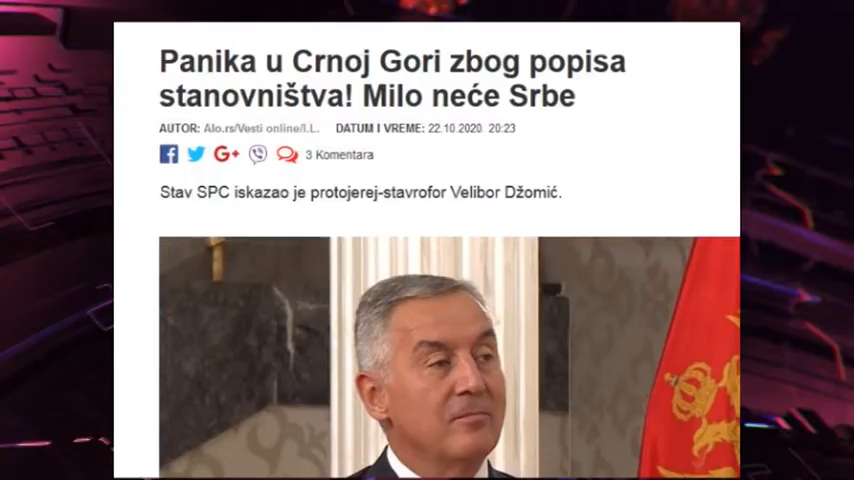 Panika u Crnoj Gori zbog popisa
stanovništva! Milo neće Srbe
AUTOR: Alo.rs/Vesti online/I.L. DATUM I VREME: 22.10.2020. 20:23
3 Komentara
Stav SPC iskazao je protojerej-stavrofor Velibor Džomić.